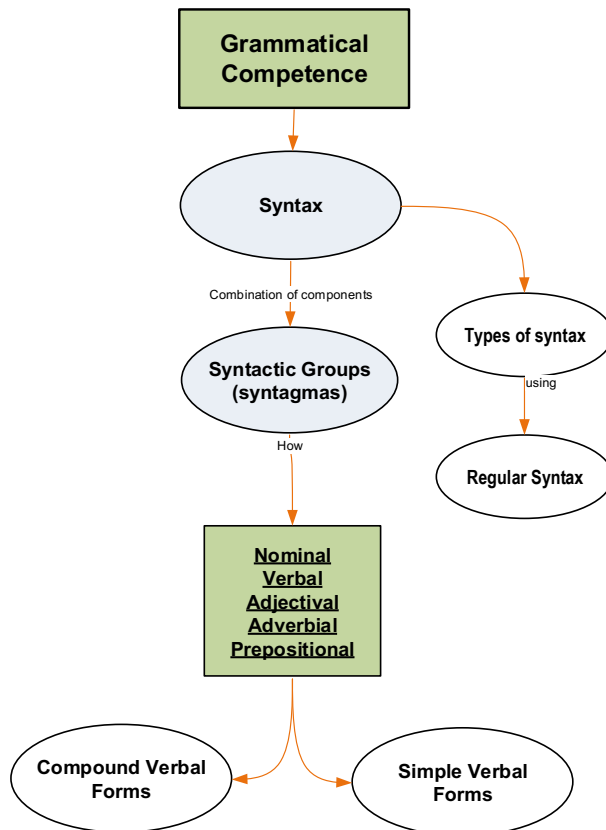 Grammatical
Competence
Syntax
Combination of components
Types of syntax
using
Syntactic Groups
(syntagmas)
How
Regular Syntax
Nominal
Verbal
Adjectival
Adverbial
Prepositional
Compound Verbal
Forms
Simple Verbal
Forms